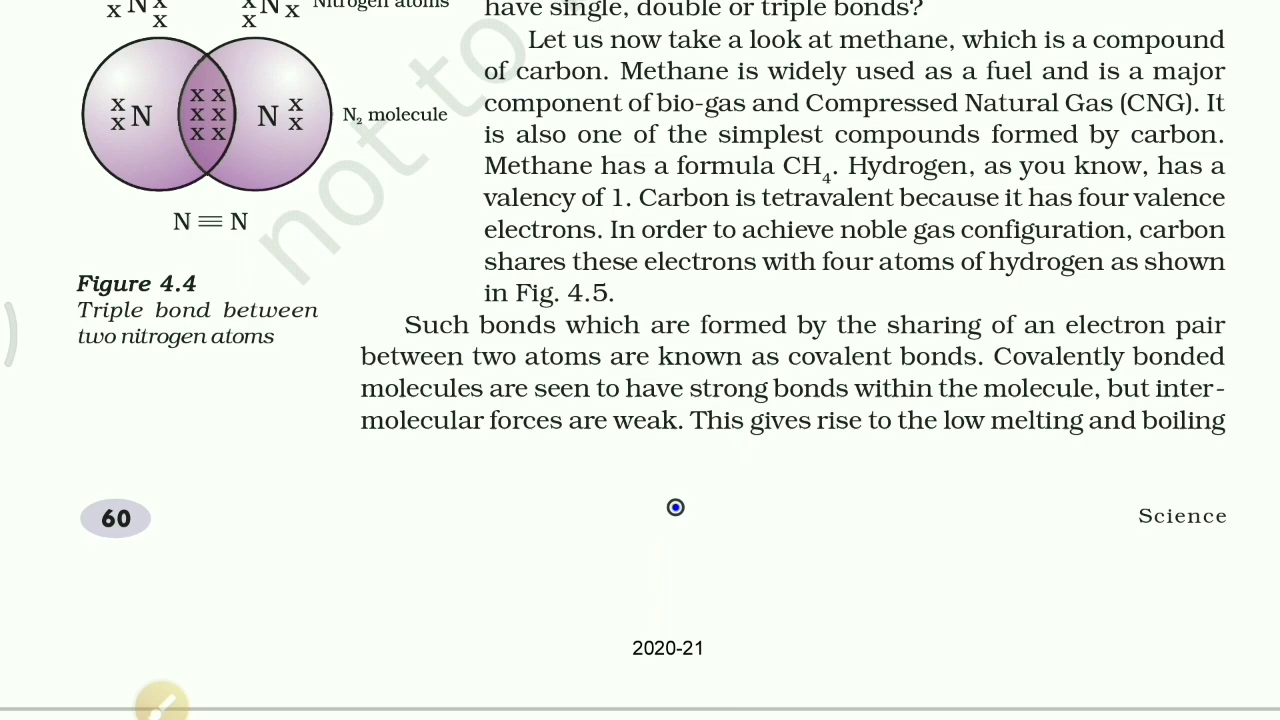 x N x
x
x N x
x
Nitrogen atoms
x
x N
x x
x x
x x
N x
x
N₂ molecule
N ≡ N
Figure 4.4
Triple bond between
two nitrogen atoms
have single, double or triple bonds?
Let us now take a look at methane, which is a compound
of carbon. Methane is widely used as a fuel and is a major
component of bio-gas and Compressed Natural Gas (CNG). It
is also one of the simplest compounds formed by carbon.
Methane has a formula CH₄. Hydrogen, as you know, has a
valency of 1. Carbon is tetravalent because it has four valence
electrons. In order to achieve noble gas configuration, carbon
shares these electrons with four atoms of hydrogen as shown
in Fig. 4.5.
Such bonds which are formed by the sharing of an electron pair
between two atoms are known as covalent bonds. Covalently bonded
molecules are seen to have strong bonds within the molecule, but inter-
molecular forces are weak. This gives rise to the low melting and boiling
not to
60
Science
2020-21